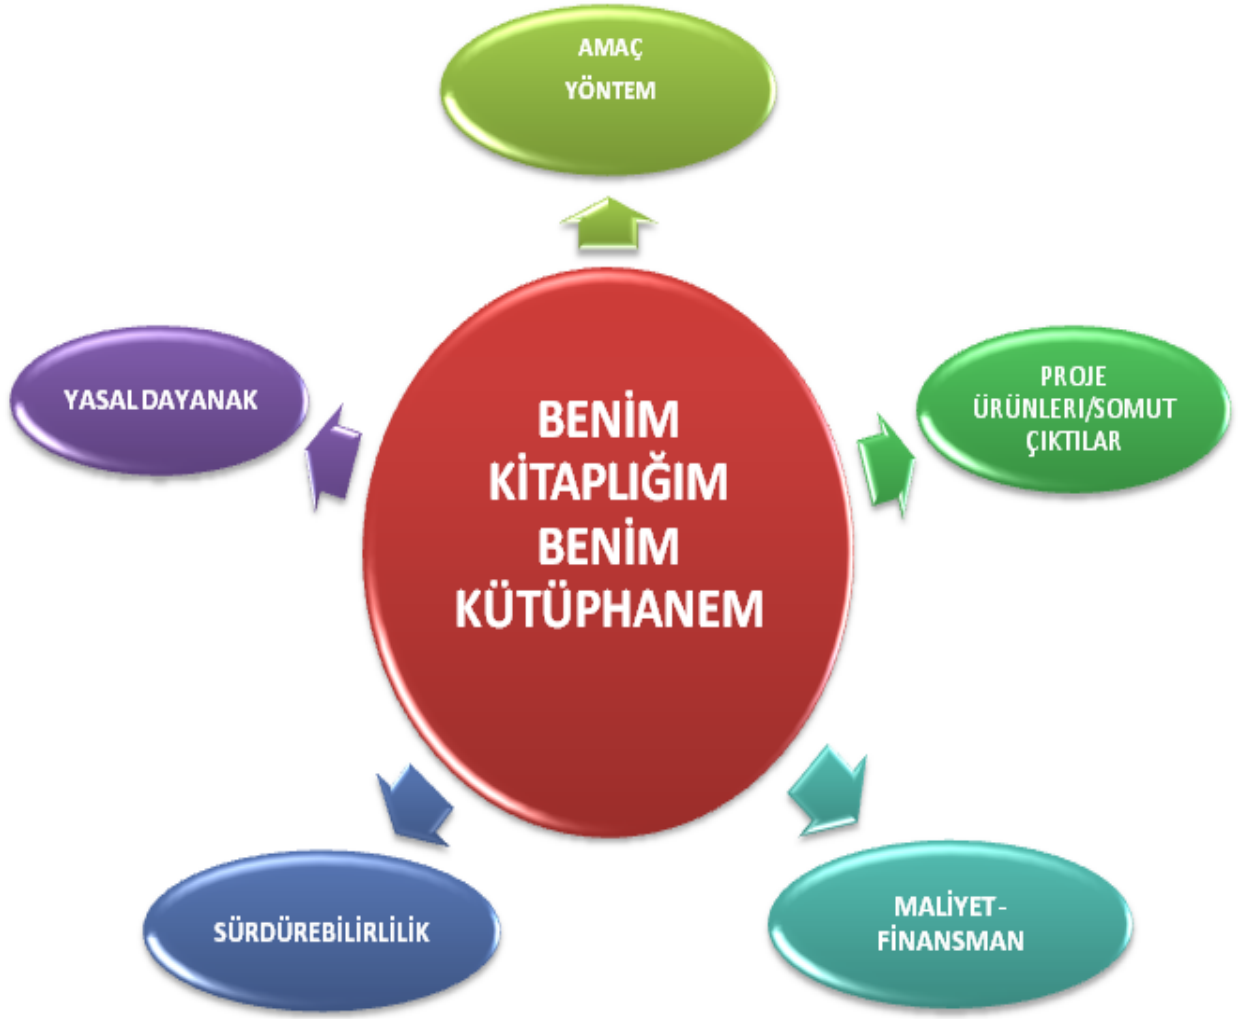 AMAÇ
YÖNTEM
YASAL DAYANAK
PROJE
ÜRÜNLERI/SOMUT
ÇIKTILAR
BENİM
KİTAPLIĞIM
BENİM
KÜTÜPHANEM
SÜRDÜREBİLİRLİLİK
MALİYET-
FİNANSMAN